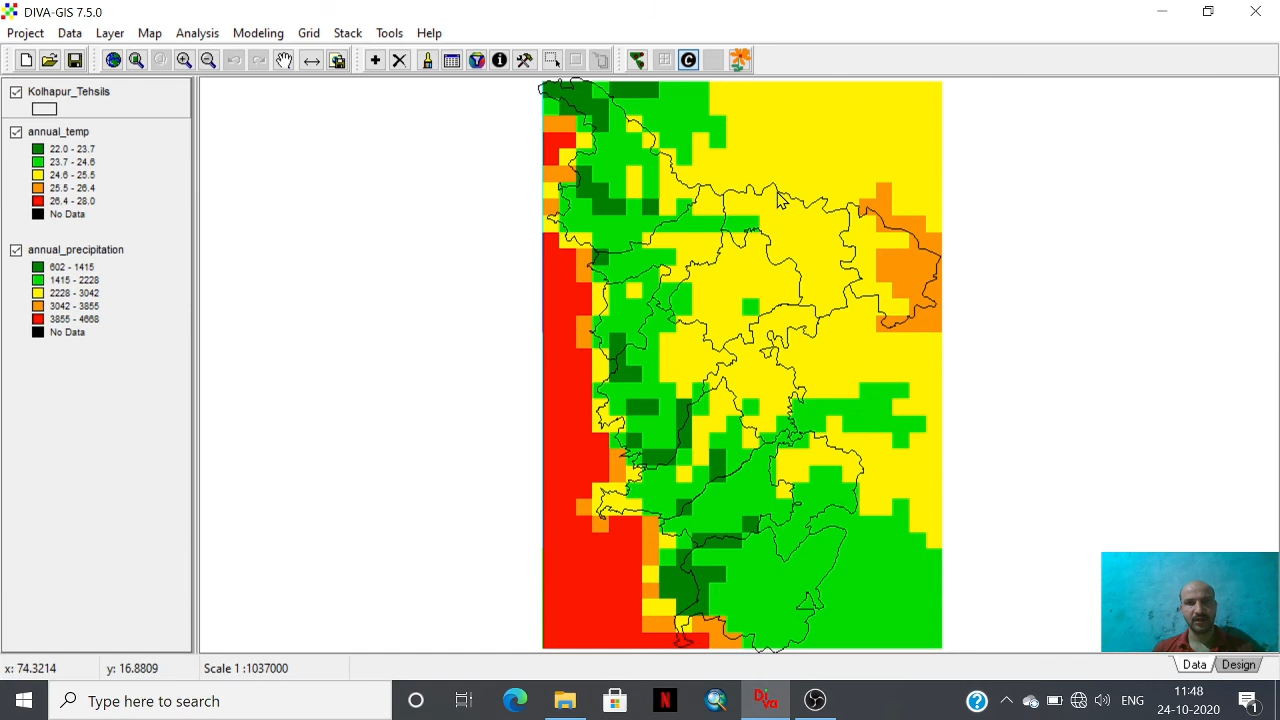 DIVA-GIS 7.5.0
Project Data Layer Map Analysis Modeling Grid Stack Tools Help
Kolhapur_Tehsils
annual_temp
22.0 - 23.7
23.7 - 24.6
24.6 - 25.5
25.5 - 26.4
26.4 - 28.0
No Data
annual_precipitation
602 - 1415
1415 - 2228
2228 - 3042
3042 - 3855
3855 - 4668
No Data
x: 74.3214 y: 16.8809 Scale 1 :1037000 Data Design
Type here to search
ENG
11:48
24-10-2020